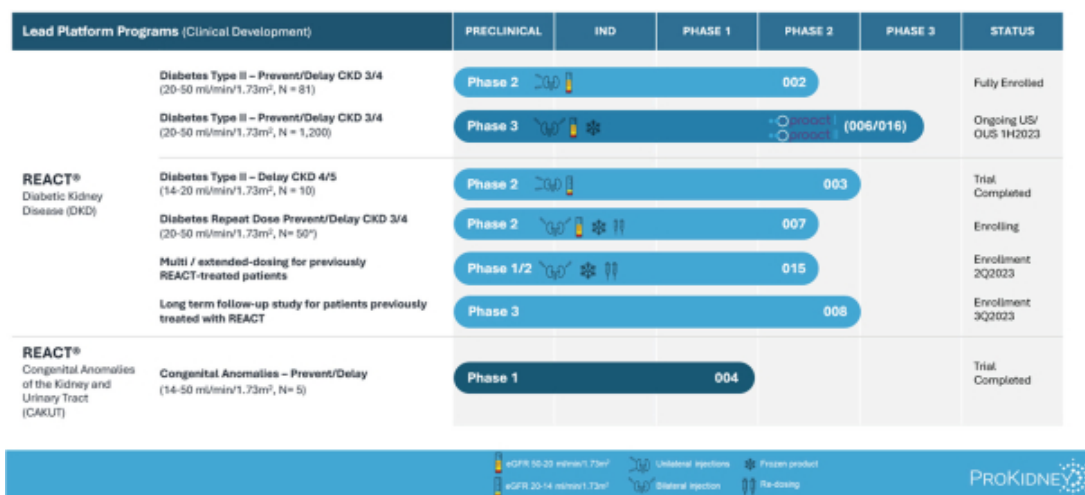 Lead Platform Programs (Clinical Development) PRECLINICAL IND PHASE 1 PHASE 2 PHASE 3 STATUS
Diabetes Type II – Prevent/Delay CKD 3/4
(20-50 ml/min/1.73m², N = 81)
Phase 2 002
Fully Enrolled
Diabetes Type II – Prevent/Delay CKD 3/4
(20-50 ml/min/1.73m², N = 1,200)
Phase 3 proact proact (006/016)
Ongoing US/
OUS 1H2023
REACT®
Diabetic Kidney
Disease (DKD)
Diabetes Type II – Delay CKD 4/5
(14-20 ml/min/1.73m², N = 10)
Phase 2 003
Trial
Completed
Diabetes Repeat Dose Prevent/Delay CKD 3/4
(20-50 ml/min/1.73m², N= 50*)
Phase 2 007
Enrolling
Multi / extended-dosing for previously
REACT-treated patients
Phase 1/2 015
Enrollment
2Q2023
Long term follow-up study for patients previously
treated with REACT
Phase 3 008
Enrollment
3Q2023
REACT®
Congenital Anomalies
of the Kidney and
Urinary Tract
(CAKUT)
Congenital Anomalies – Prevent/Delay
(14-50 ml/min/1.73m², N= 5)
Phase 1 004
Trial
Completed
eGFR 50-20 ml/min/1.73m² Unilateral injections Frozen product
eGFR 20-14 ml/min/1.73m² Bilateral injection Re-dosing
PROKIDNEY